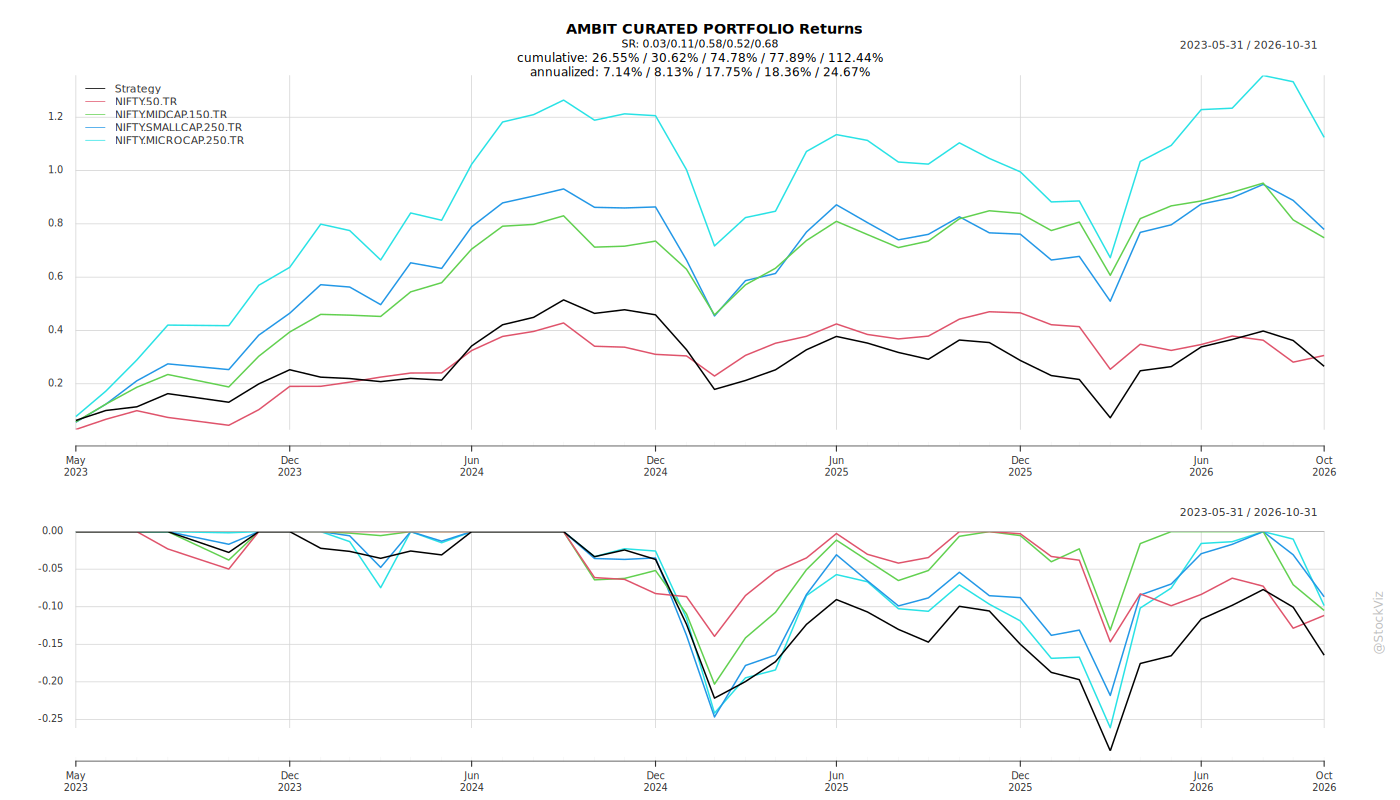 AMBIT CURATED PORTFOLIO Returns
SR: 0.03/0.11/0.58/0.52/0.68
cumulative: 26.55% / 30.62% / 74.78% / 77.89% / 112.44%
annualized: 7.14% / 8.13% / 17.75% / 18.36% / 24.67%
2023-05-31 / 2026-10-31
Strategy
NIFTY.50.TR
NIFTY.MIDCAP.150.TR
NIFTY.SMALLCAP.250.TR
NIFTY.MICROCAP.250.TR
1.2
1.0
0.8
0.6
0.4
0.2
May Dec Jun Dec Jun Dec Jun Oct
2023 2023 2024 2024 2025 2025 2026 2026
2023-05-31 / 2026-10-31
0.00
-0.05
-0.10
-0.15
-0.20
-0.25
May Dec Jun Dec Jun Dec Jun Oct
2023 2023 2024 2024 2025 2025 2026 2026
@StockViz